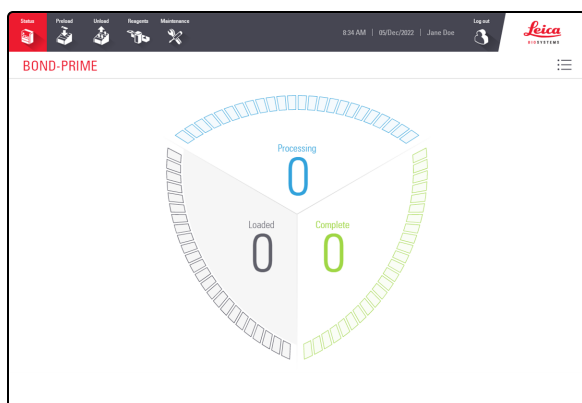 Status Preload Unload Reagents Maintenance 8:34 AM | 05/Dec/2022 | Jane Doe Log out
Leica
BIOSYSTEMS
BOND-PRIME
Processing
0
Loaded Complete
0 0